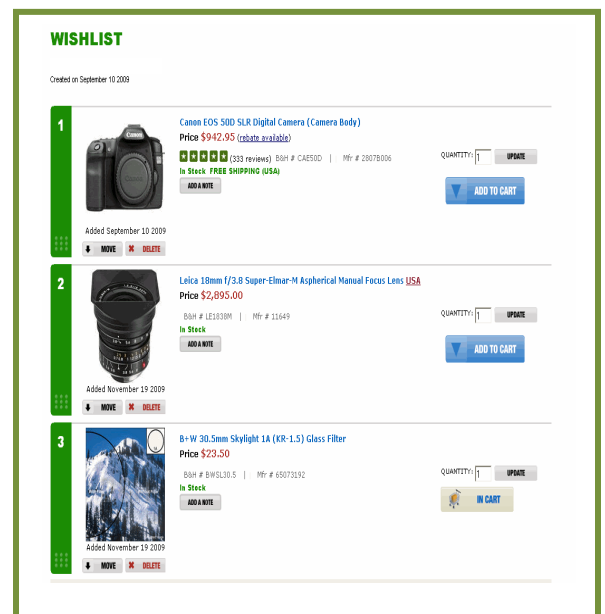 WISHLIST
Created on September 10 2009
1
Canon EOS 50D SLR Digital Camera (Camera Body)
Price $942.95 (rebate available)
(333 reviews) B&H # CAE50D | Mfr # 2807B006
In Stock FREE SHIPPING (USA)
ADD A NOTE
QUANTITY: 1 UPDATE
ADD TO CART
Canon
Added September 10 2009
MOVE DELETE
2
Leica 18mm f/3.8 Super-Elmar-M Aspherical Manual Focus Lens USA
Price $2,895.00
B&H # LE1838M | Mfr # 11649
In Stock
ADD A NOTE
QUANTITY: 1 UPDATE
ADD TO CART
Added November 19 2009
MOVE DELETE
3
B+W 30.5mm Skylight 1A (KR-1.5) Glass Filter
Price $23.50
B&H # BWSL30.5 | Mfr # 65073192
In Stock
ADD A NOTE
QUANTITY: 1 UPDATE
IN CART
Added November 19 2009
MOVE DELETE